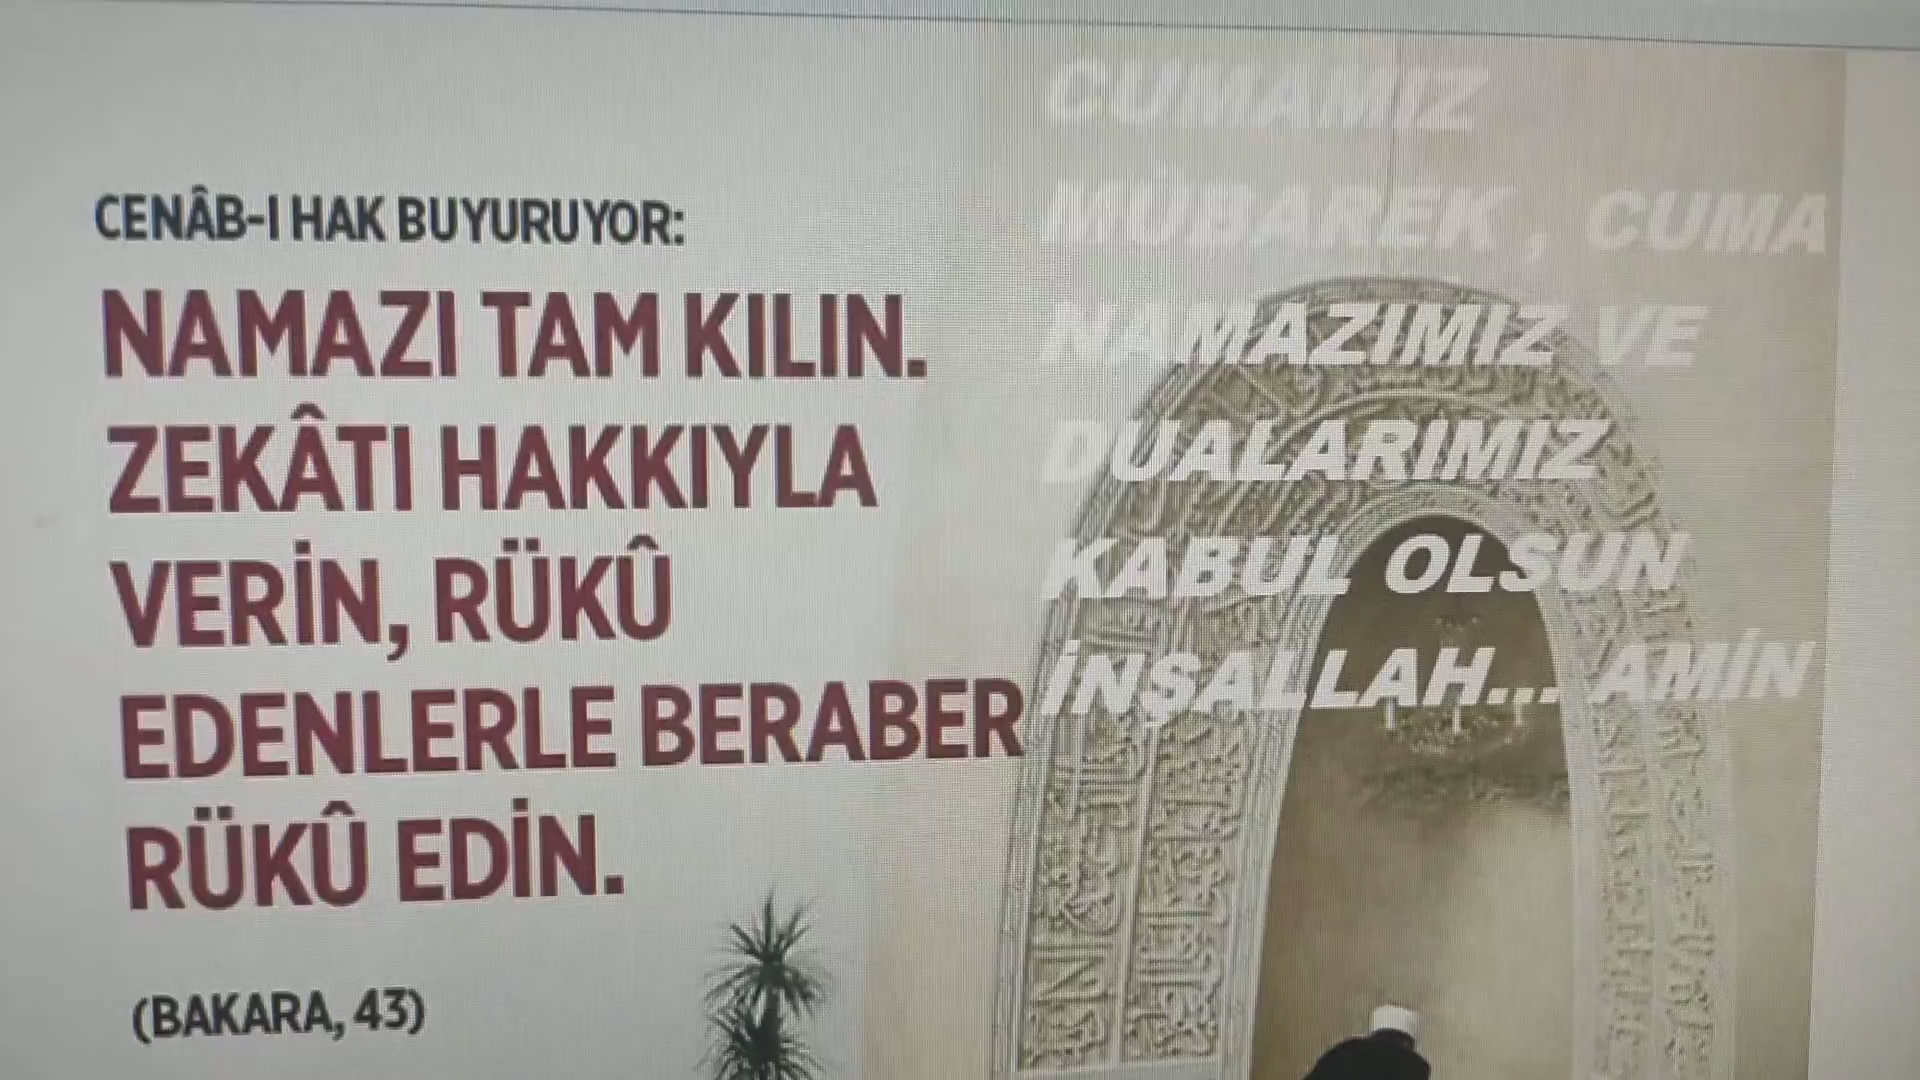 CENÂB-I HAK BUYURUYOR:
NAMAZI TAM KILIN.
ZEKÂTI HAKKIYLA
VERİN, RÜKÛ
EDENLERLE BERABER
RÜKÛ EDİN.
(BAKARA, 43)
CUMAMIZ
MÜBAREK , CUMA
NAMAZIMIZ VE
DUALARIMIZ
KABUL OLSUN
İNŞALLAH... AMİN